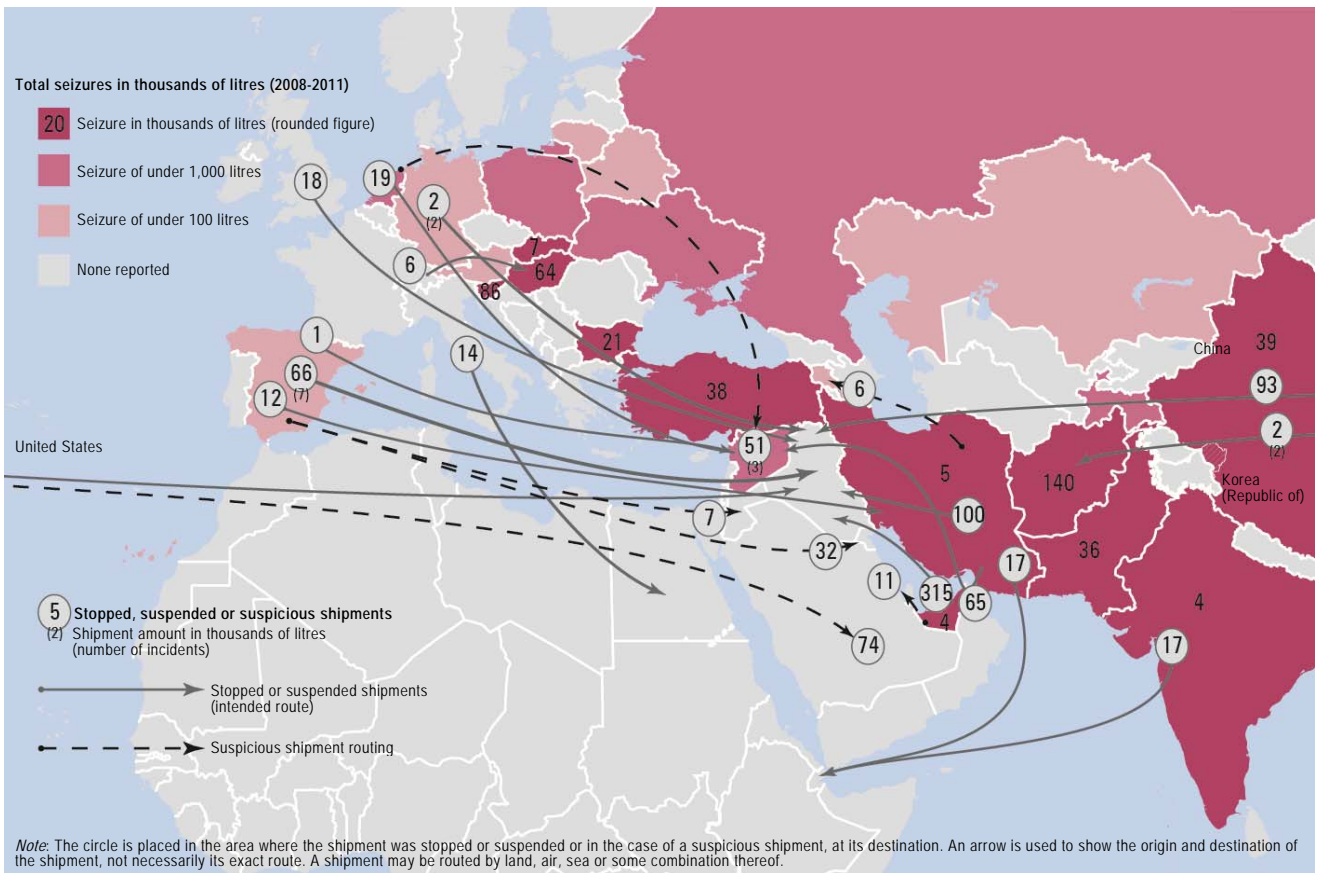 Total seizures in thousands of litres (2008-2011)
20 Seizure in thousands of litres (rounded figure)
Seizure of under 1,000 litres
Seizure of under 100 litres
None reported
18
19
2
(2)
7
6
64
86
1
14
21
66
(7)
38
6
China
39
12
93
United States
51
(3)
2
(2)
5
140
Korea
(Republic of)
7
100
32
36
17
11
315
65
4
4
74
17
5 Stopped, suspended or suspicious shipments
(2) Shipment amount in thousands of litres
(number of incidents)
Stopped or suspended shipments
(intended route)
Suspicious shipment routing
Note: The circle is placed in the area where the shipment was stopped or suspended or in the case of a suspicious shipment, at its destination. An arrow is used to show the origin and destination of
the shipment, not necessarily its exact route. A shipment may be routed by land, air, sea or some combination thereof.